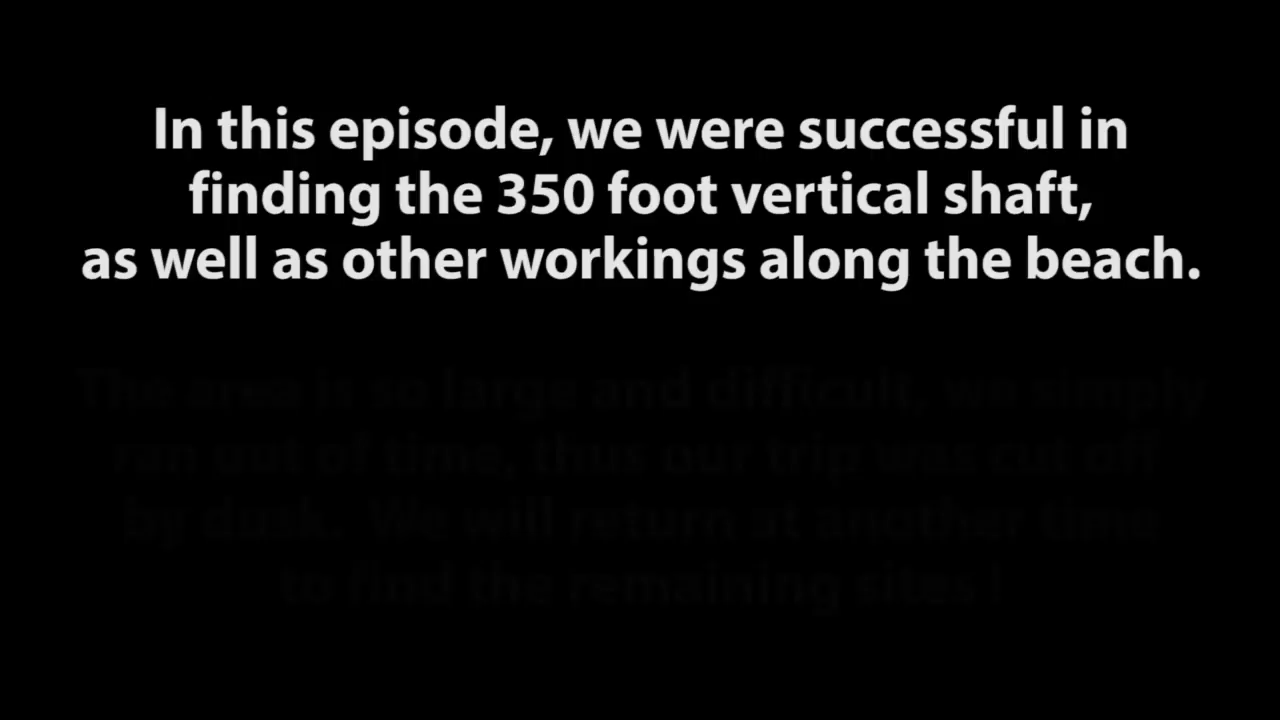 In this episode, we were successful in
finding the 350 foot vertical shaft,
as well as other workings along the beach.
The area is so large and difficult, we simply
ran out of time, thus our trip was cut off
by dusk. We will return at another time
to find the remaining sites !